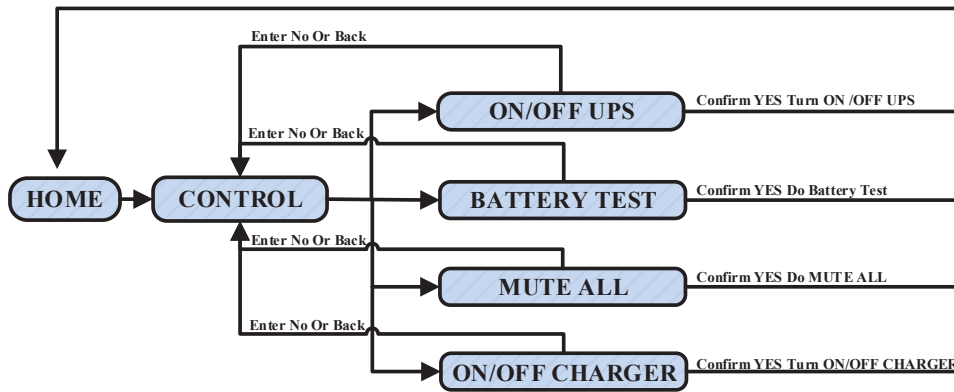 Enter No Or Back
ON/OFF UPS
Confirm YES Turn ON /OFF UPS
Enter No Or Back
HOME
CONTROL
BATTERY TEST
Confirm YES Do Battery Test
Enter No Or Back
MUTE ALL
Confirm YES Do MUTE ALL
Enter No Or Back
ON/OFF CHARGER
Confirm YES Turn ON/OFF CHARGER